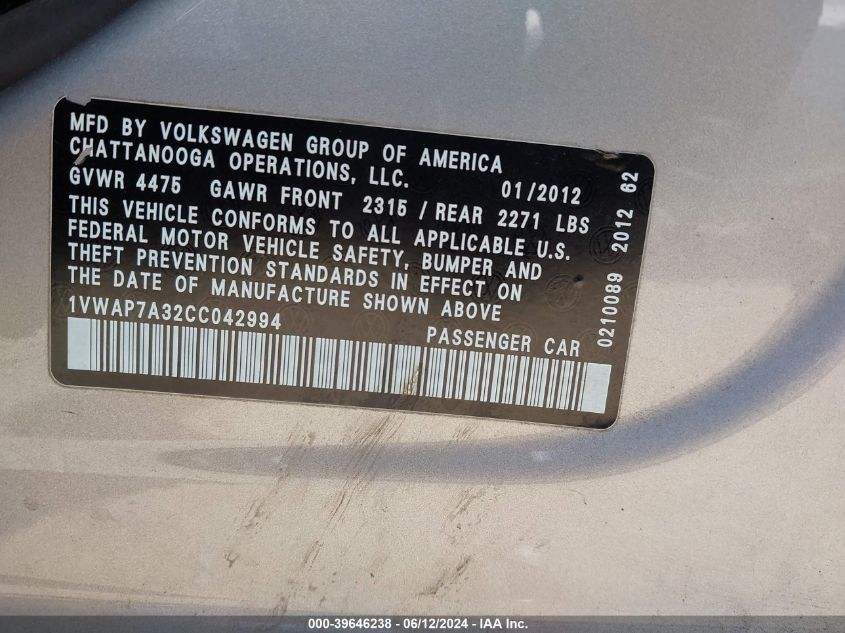 MFD BY VOLKSWAGEN GROUP OF AMERICA
CHATTANOOGA OPERATIONS, LLC. 01/2012
GVWR 4475 GAWR FRONT 2315 / REAR 2271 LBS
THIS VEHICLE CONFORMS TO ALL APPLICABLE U.S.
FEDERAL MOTOR VEHICLE SAFETY, BUMPER AND
THEFT PREVENTION STANDARDS IN EFFECT ON
THE DATE OF MANUFACTURE SHOWN ABOVE
1VWAP7A32CC042994 PASSENGER CAR
0210089 2012 62
000-39646238 - 06/12/2024 - IAA Inc.